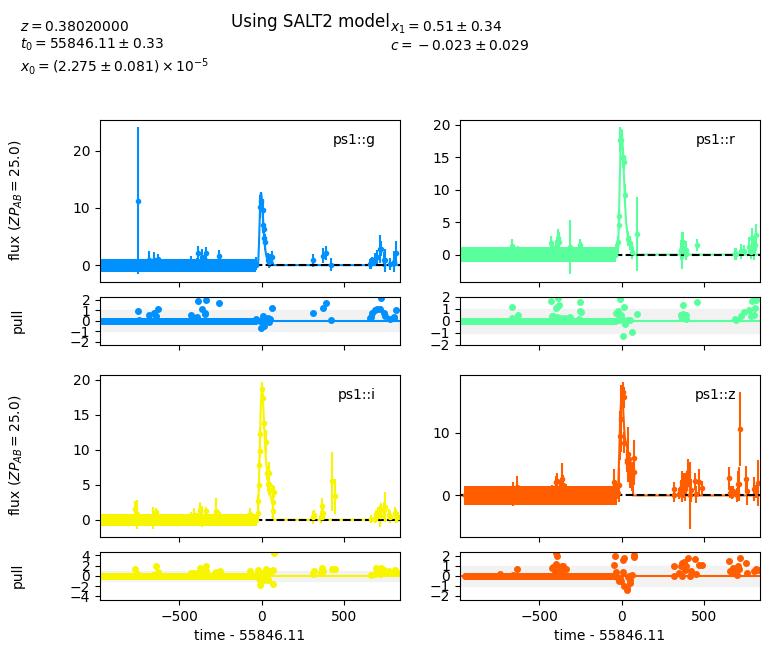 Using SALT2 model
z = 0.38020000
x₁ = 0.51 ± 0.34
t₀ = 55846.11 ± 0.33
c = −0.023 ± 0.029
x₀ = (2.275 ± 0.081) × 10⁻⁵
ps1::g
flux (ZP_AB = 25.0)
20
10
0
ps1::r
20
15
10
5
0
pull
2
1
0
−1
−2
2
1
0
−1
−2
ps1::i
flux (ZP_AB = 25.0)
20
15
10
5
0
ps1::z
10
0
pull
4
2
0
−2
−4
2
1
0
−1
−2
−500 0 500
−500 0 500
time - 55846.11
time - 55846.11